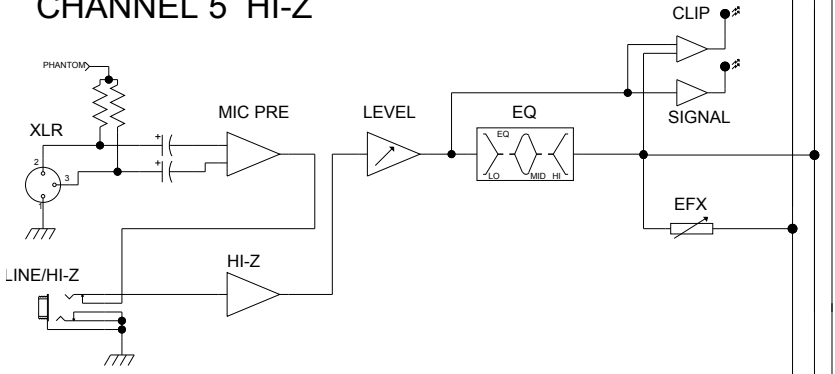 CHANNEL 5 HI-Z
CLIP
PHANTOM
XLR
MIC PRE
LEVEL
EQ
SIGNAL
EQ
LO
MID
HI
2
3
1
EFX
LINE/HI-Z
HI-Z
+
+